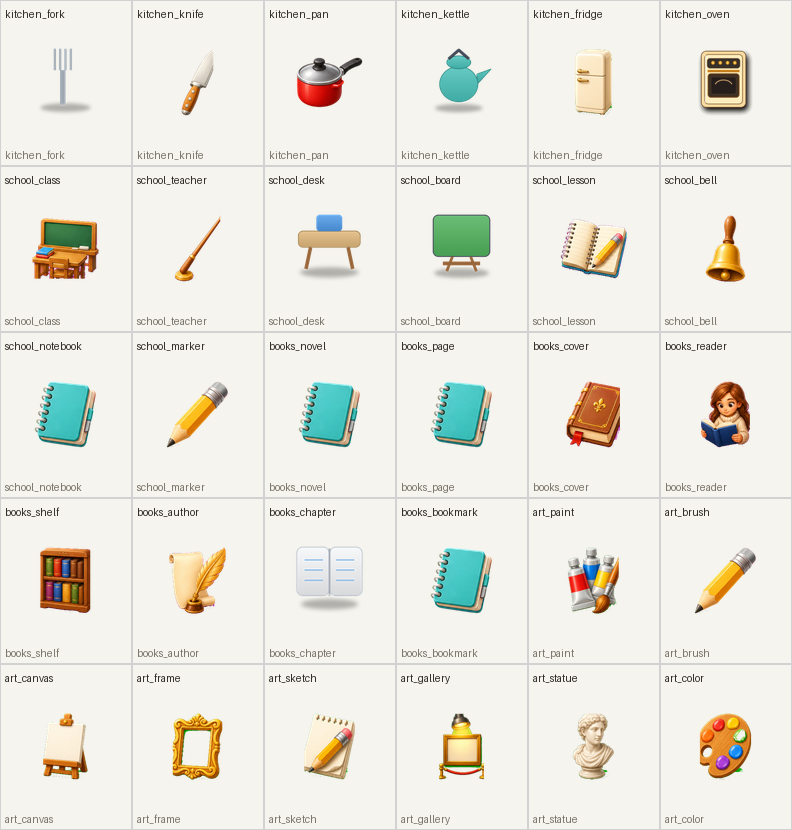 kitchen_fork kitchen_knife kitchen_pan kitchen_kettle kitchen_fridge kitchen_oven
kitchen_fork kitchen_knife kitchen_pan kitchen_kettle kitchen_fridge kitchen_oven
school_class school_teacher school_desk school_board school_lesson school_bell
school_class school_teacher school_desk school_board school_lesson school_bell
school_notebook school_marker books_novel books_page books_cover books_reader
school_notebook school_marker books_novel books_page books_cover books_reader
books_shelf books_author books_chapter books_bookmark art_paint art_brush
books_shelf books_author books_chapter books_bookmark art_paint art_brush
art_canvas art_frame art_sketch art_gallery art_statue art_color
art_canvas art_frame art_sketch art_gallery art_statue art_color